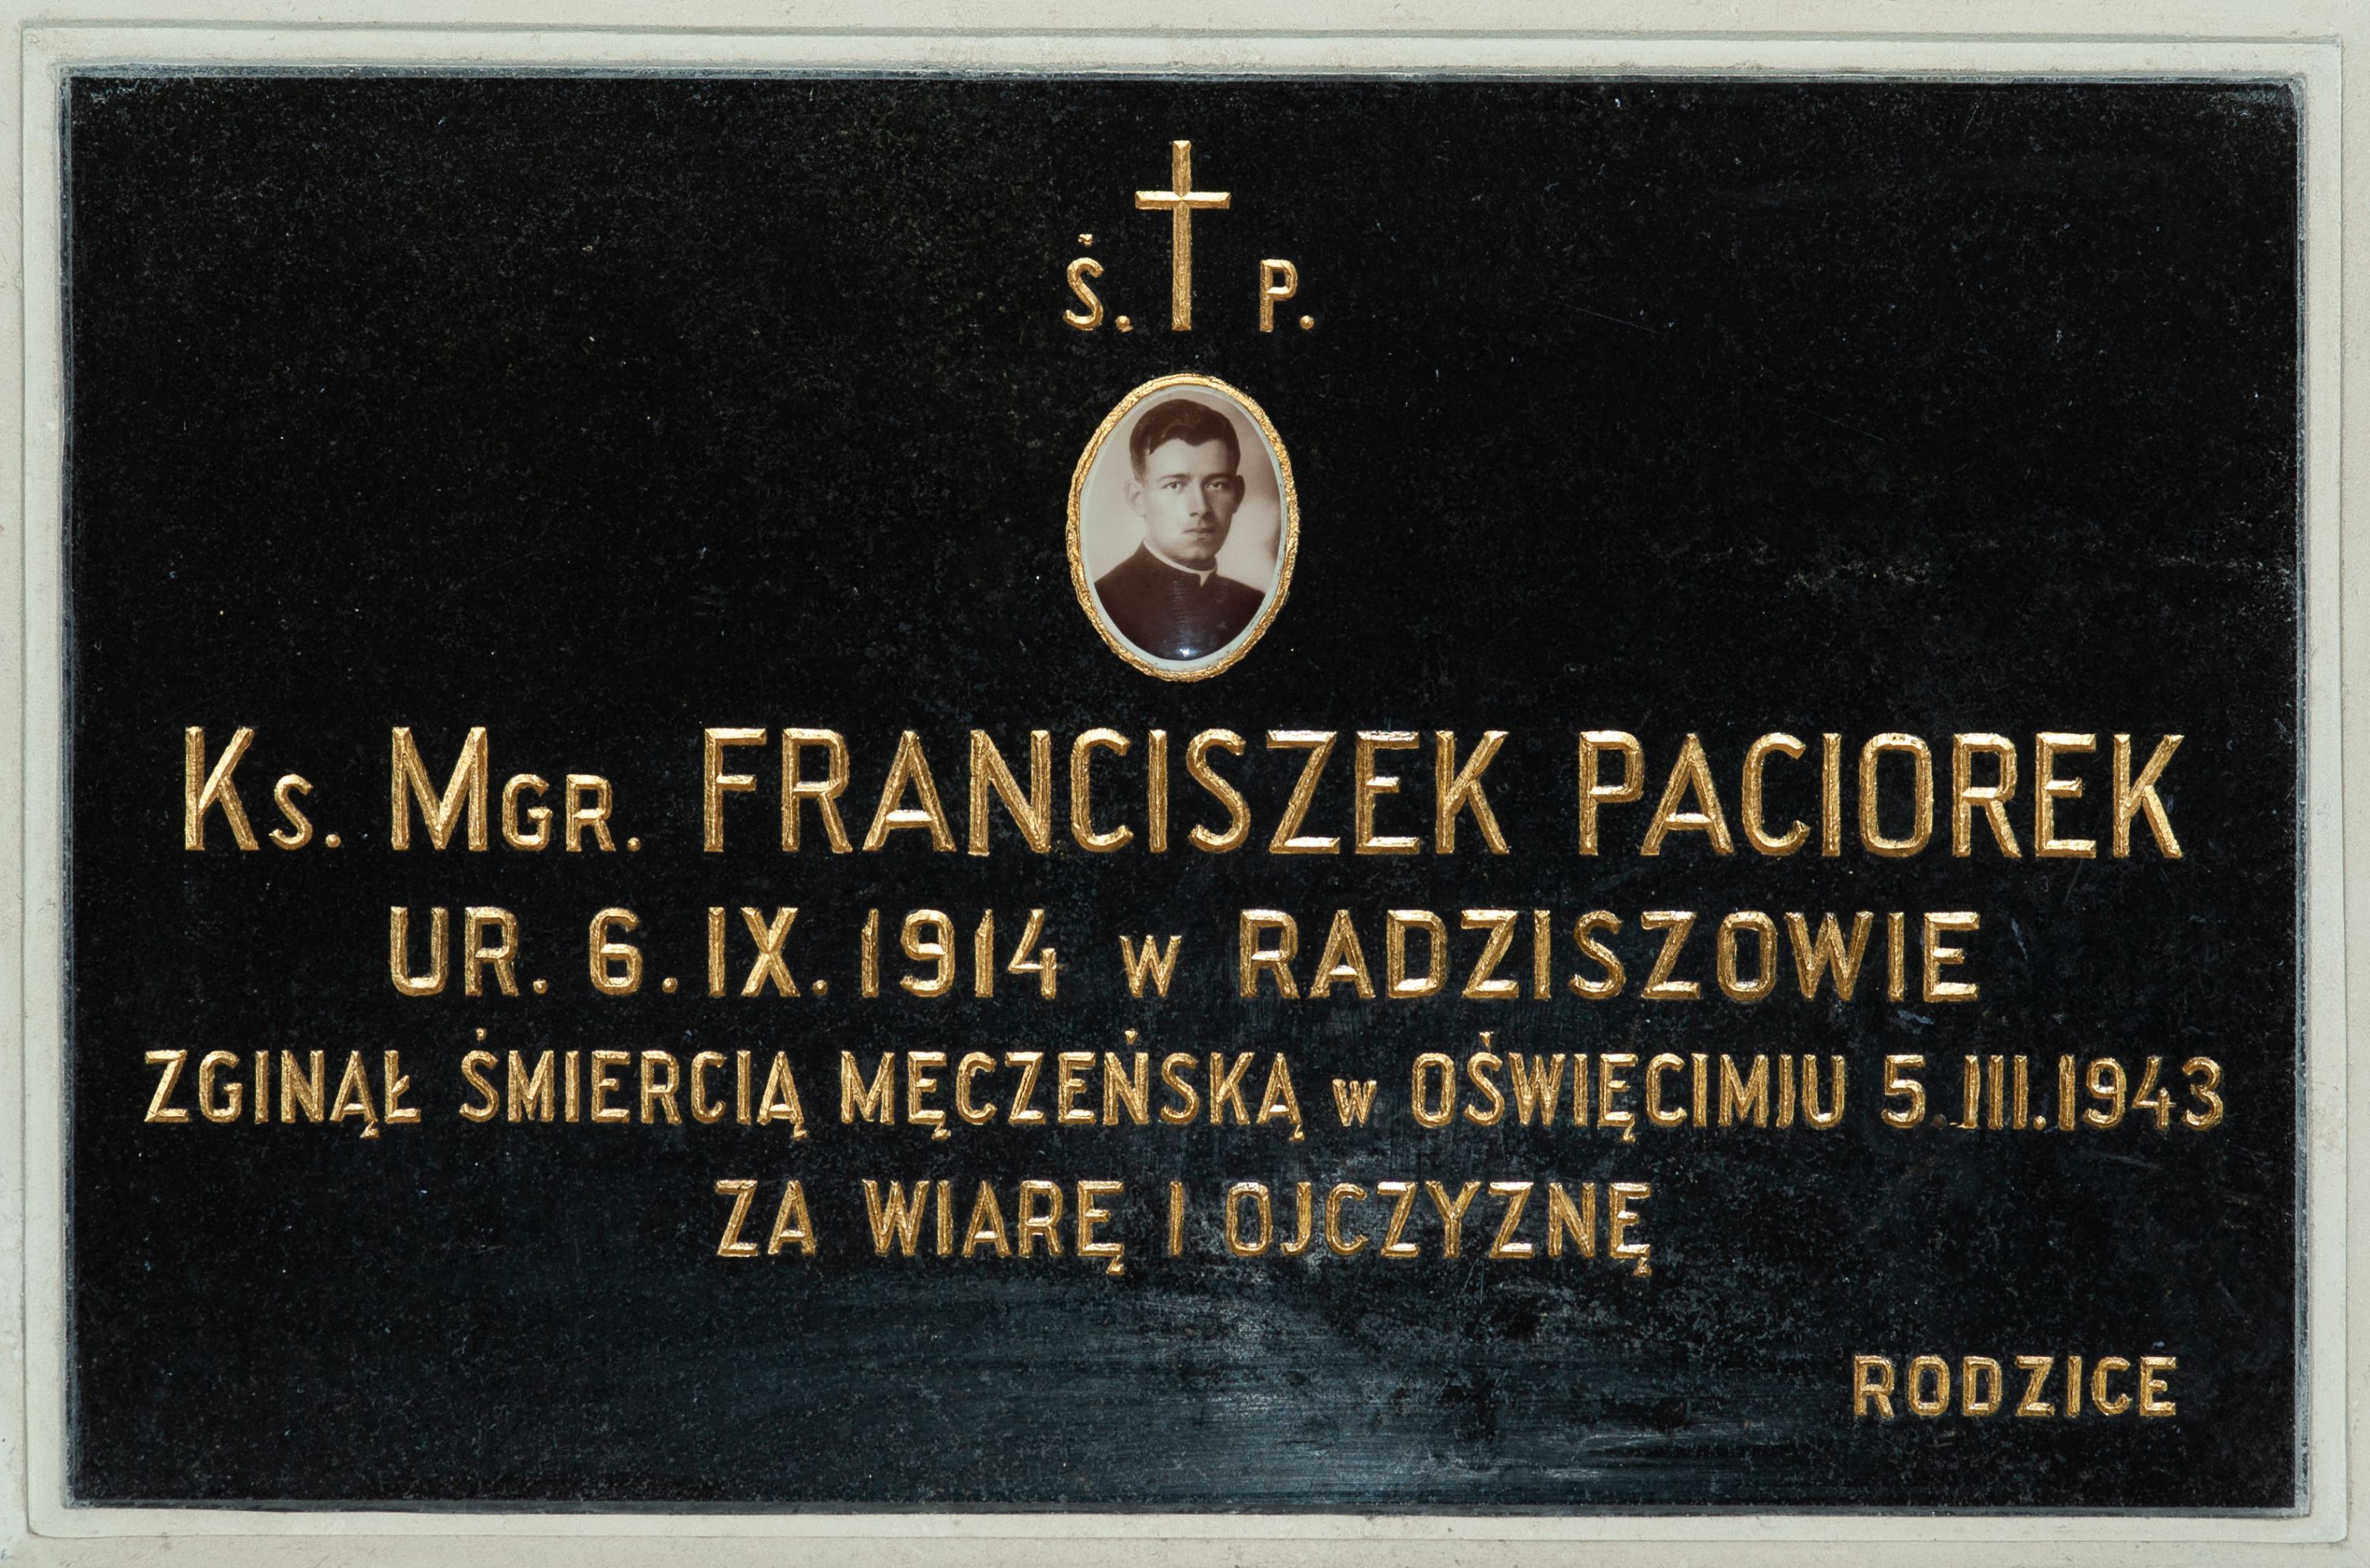 Ś. P.
Ks. Mgr. FRANCISZEK PACIOREK
UR. 6. IX. 1914 w RADZISZOWIE
ZGINĄŁ ŚMIERCIĄ MĘCZEŃSKĄ w OŚWIĘCIMIU 5.III.1943
ZA WIARĘ I OJCZYZNĘ
RODZICE